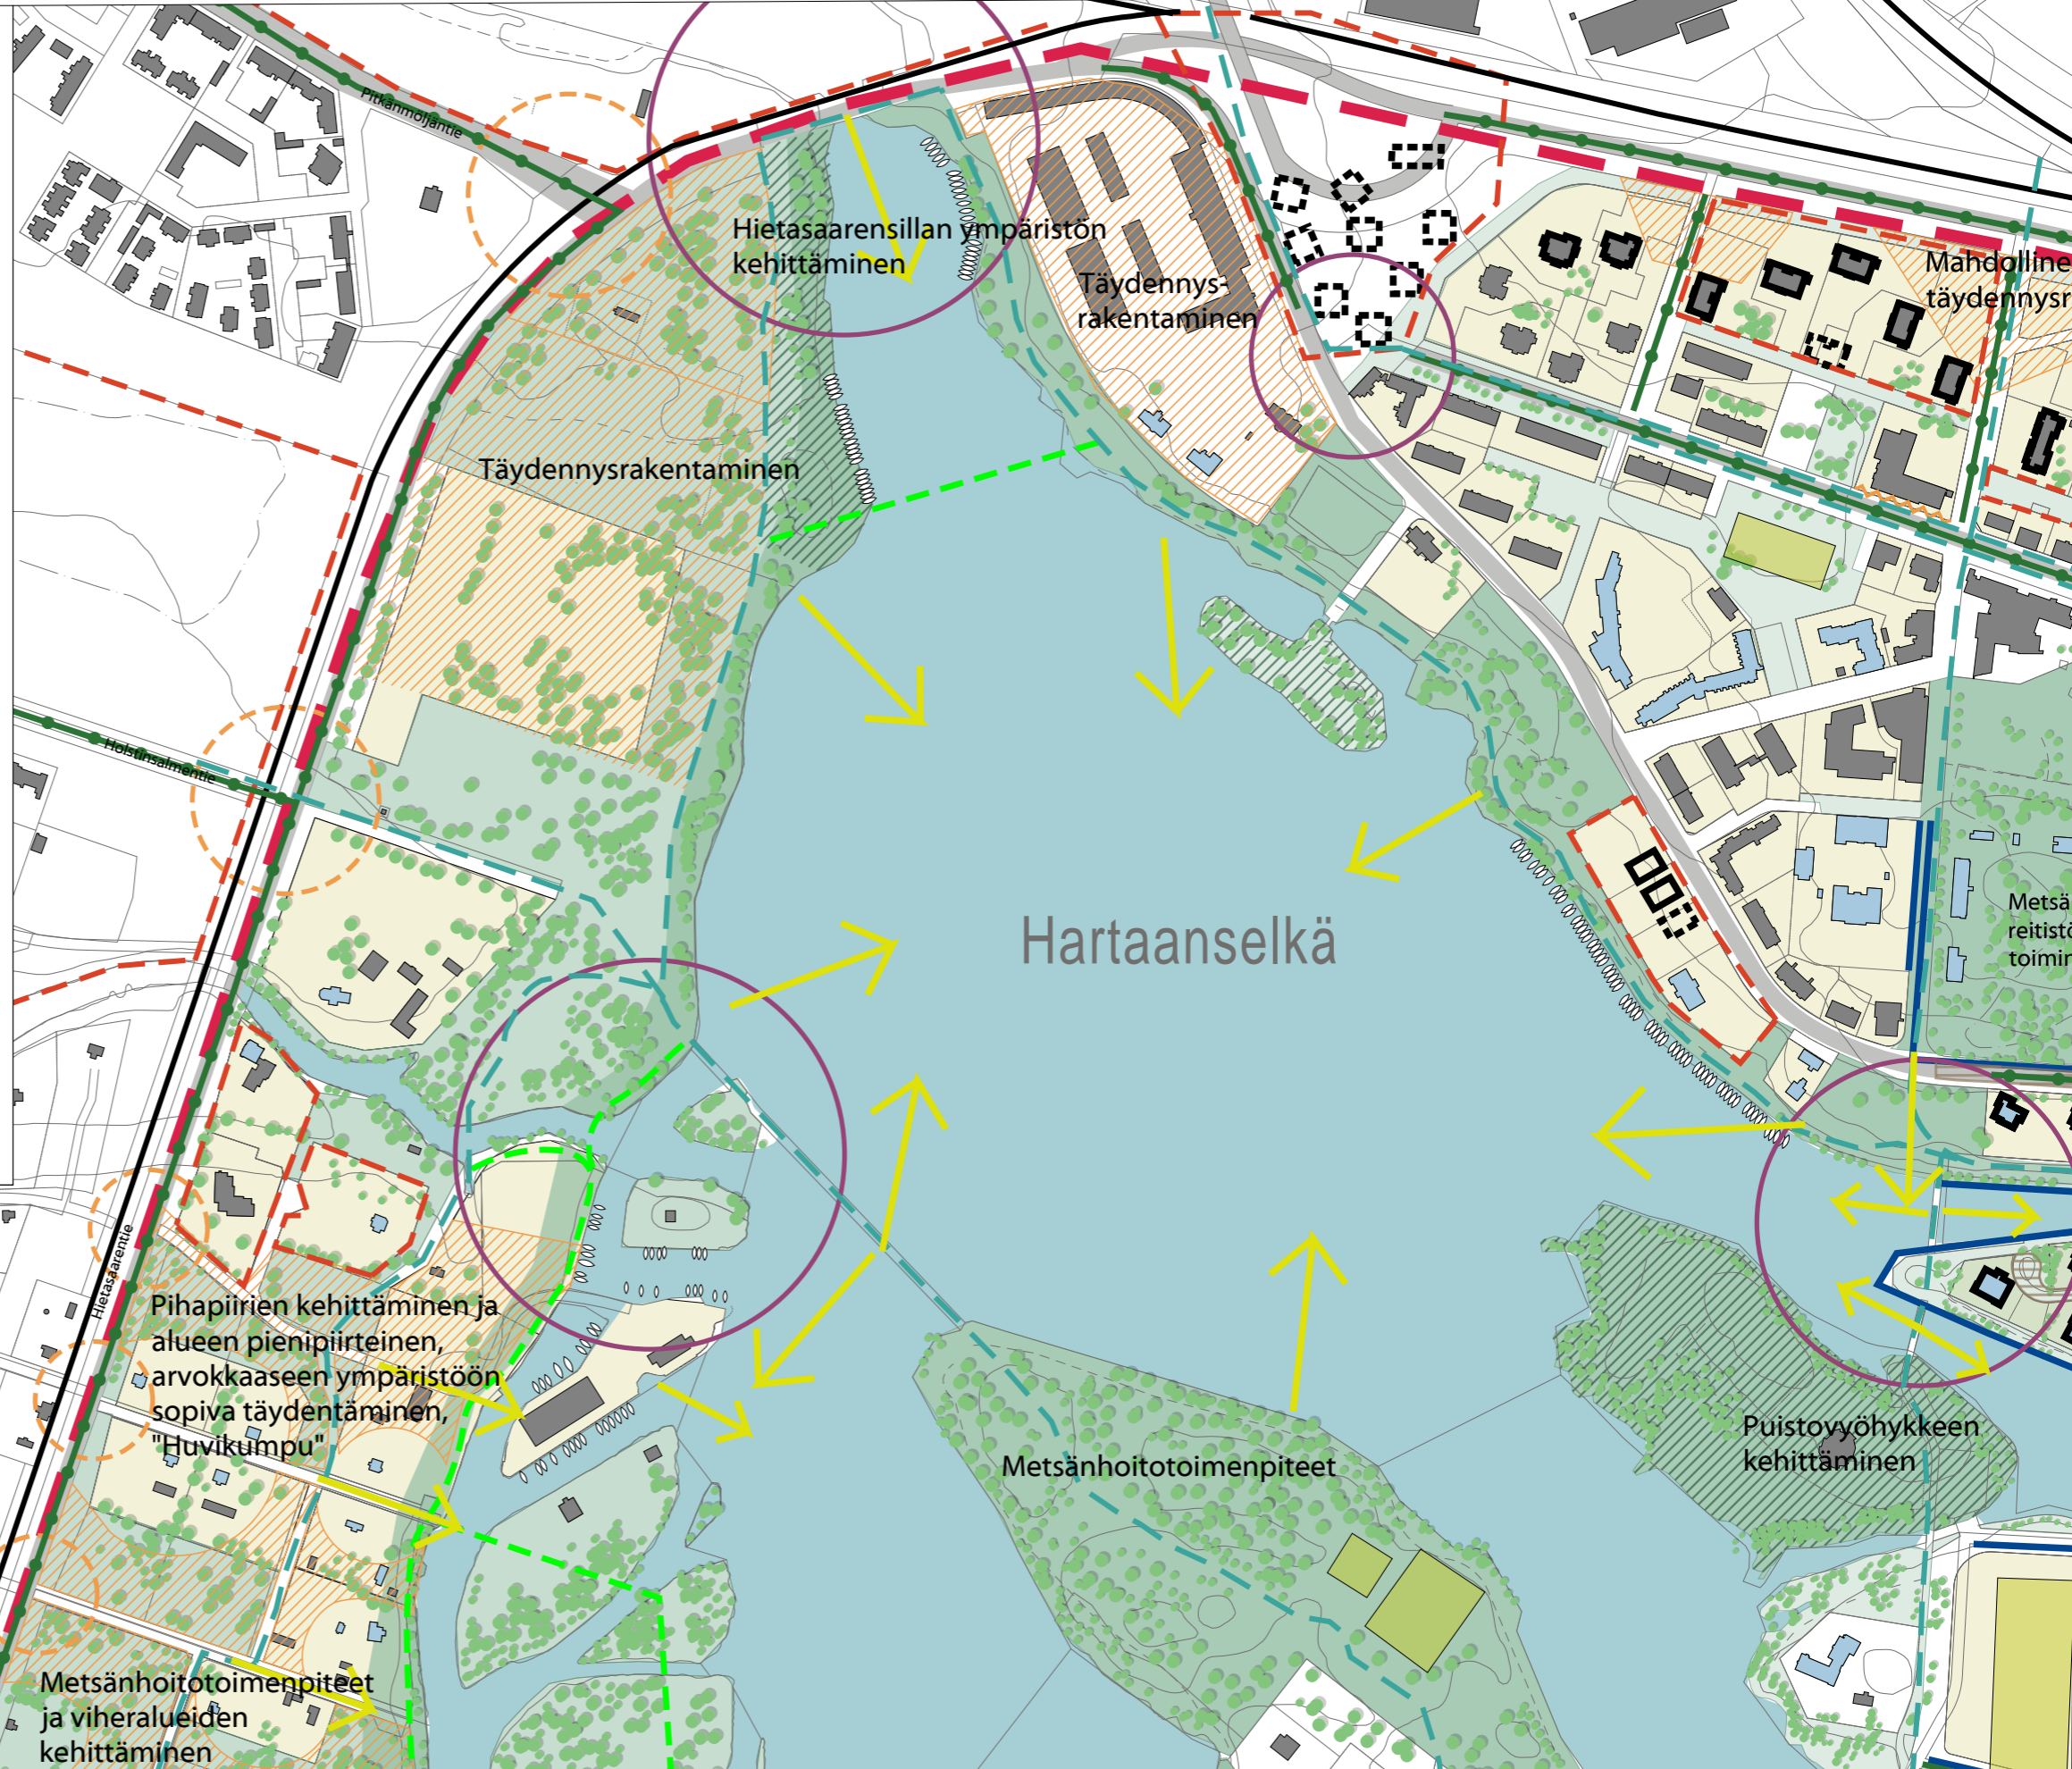 Pitkänmöljäntie
Hietasaarensillan ympäristön
kehittäminen
Täydennys-
rakentaminen
Mahdolline
täydennysr
Täydennysrakentaminen
Holstinsalmentie
Metsä
reitistö
toimin
Hartaanselkä
Hietasaarentie
Pihapiirien kehittäminen ja
alueen pienipiirteinen,
arvokkaaseen ympäristöön
sopiva täydentäminen,
"Huvikumpu"
Metsänhoitotoimenpiteet
Puistovyöhykkeen
kehittäminen
Metsänhoitotoimenpiteet
ja viheralueiden
kehittäminen